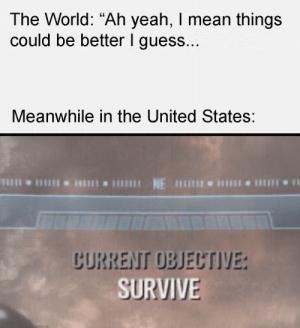 The World: “Ah yeah, I mean things
could be better I guess...
Meanwhile in the United States:
NE
CURRENT OBJECTIVE:
SURVIVE